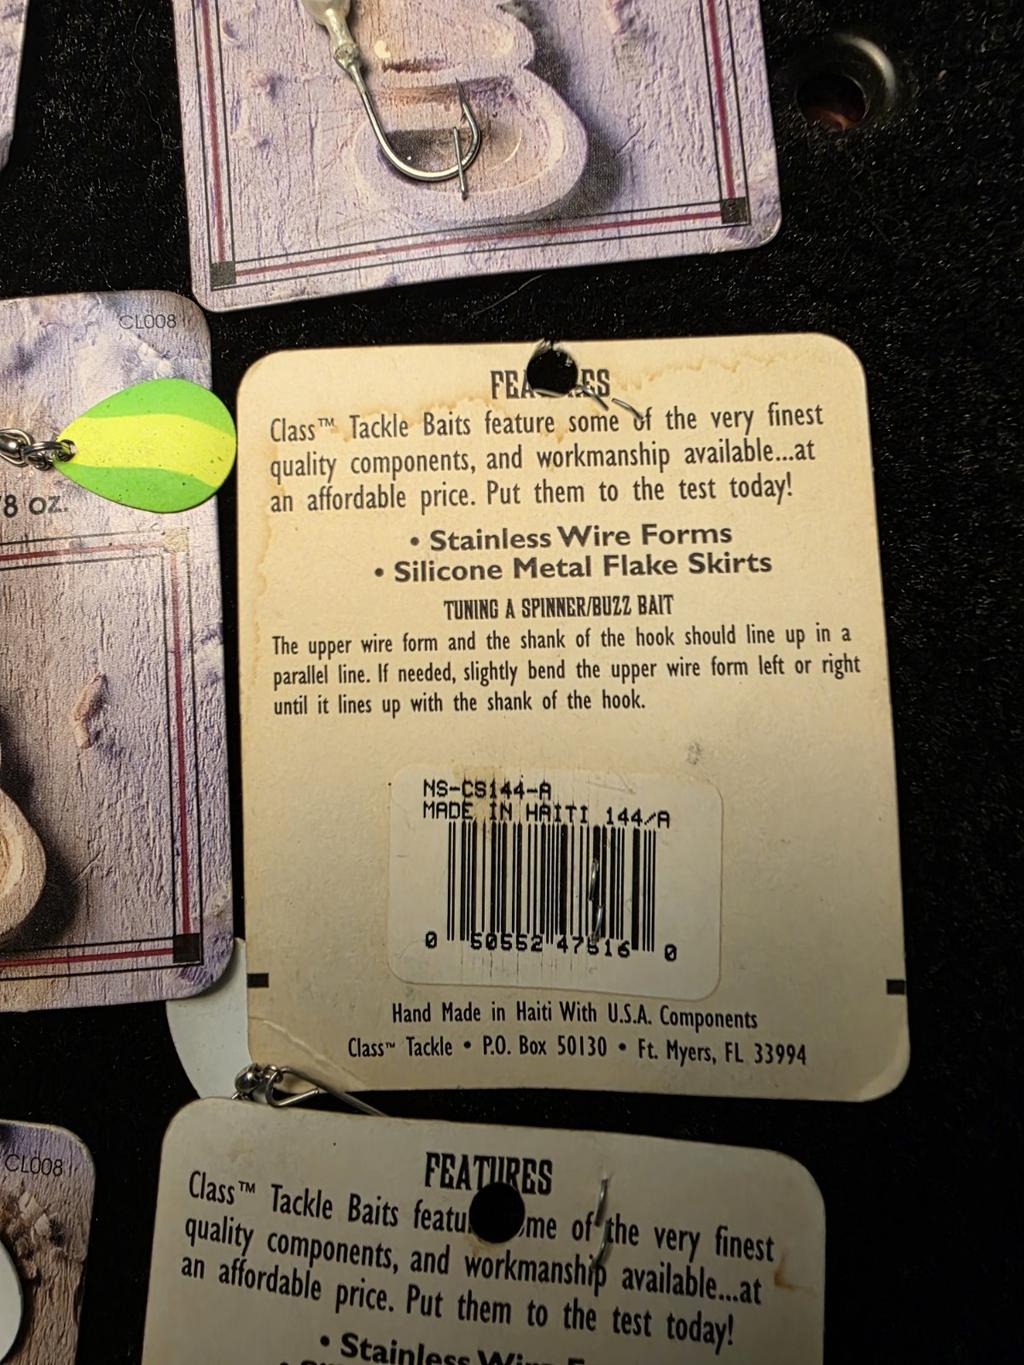 CL008
8 oz.
Class™ Tackle Baits feature some of the very finest
quality components, and workmanship available...at
an affordable price. Put them to the test today!
• Stainless Wire Forms
• Silicone Metal Flake Skirts
TUNING A SPINNER/BUZZ BAIT
The upper wire form and the shank of the hook should line up in a
parallel line. If needed, slightly bend the upper wire form left or right
until it lines up with the shank of the hook.
NS-CS144-A
MADE IN HAITI 144/A
0 50552 47516 0
Hand Made in Haiti With U.S.A. Components
Class™ Tackle • P.O. Box 50130 • Ft. Myers, FL 33994
CL008
FEATURES
Class™ Tackle Baits of the very finest
quality components, and workmanship available...at
an affordable price. Put them to the test today!
• Stainless Wire